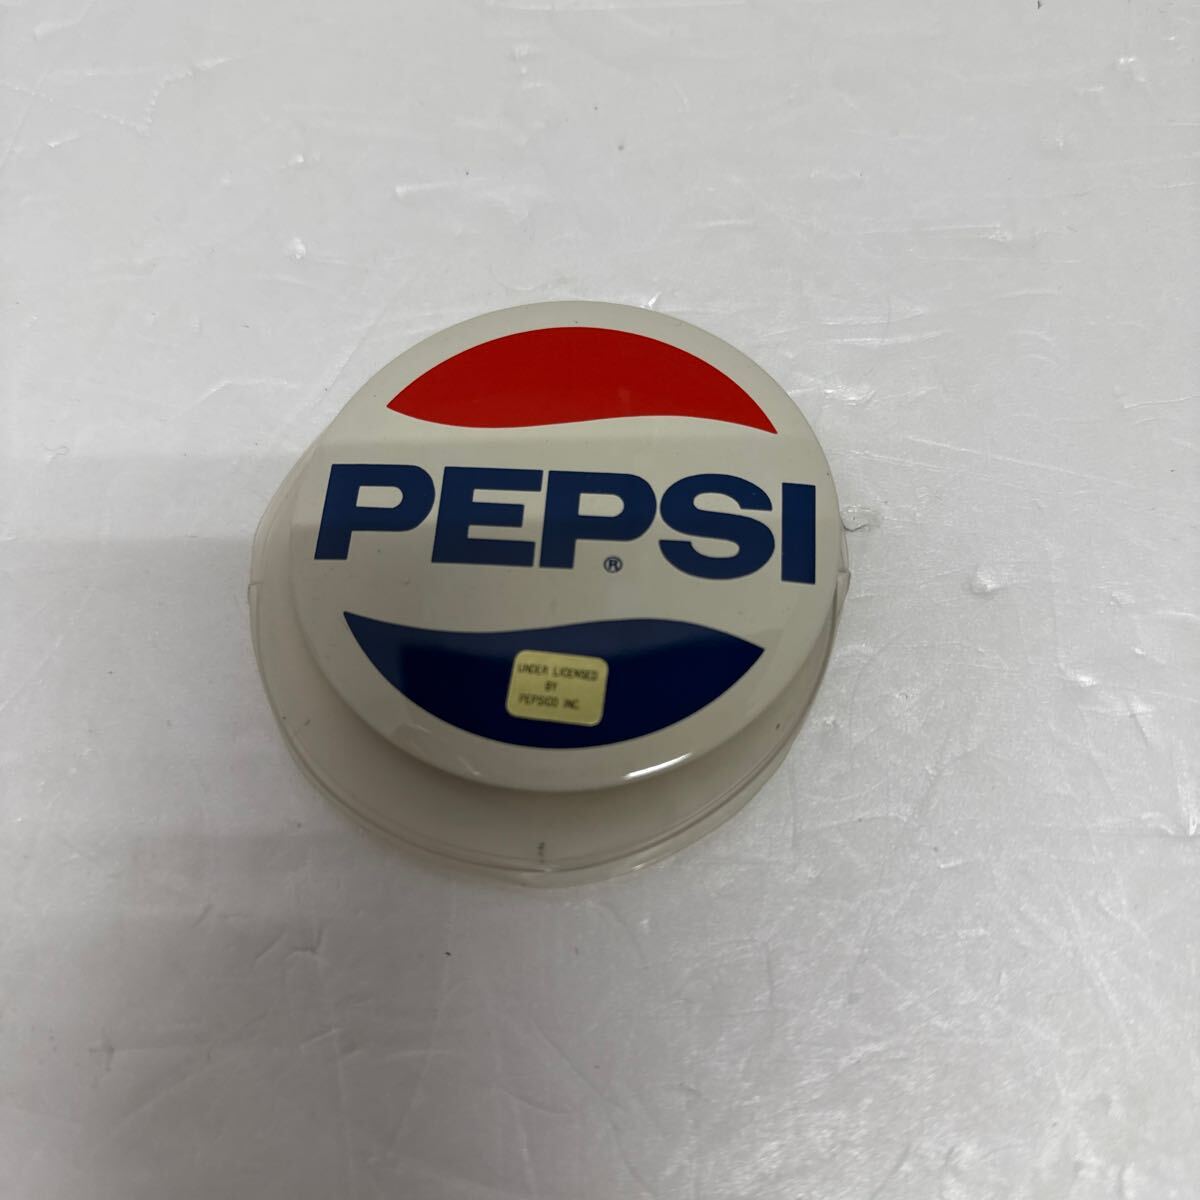 PEPSI
®
UNDER LICENSED
BY
PEPSICO INC.